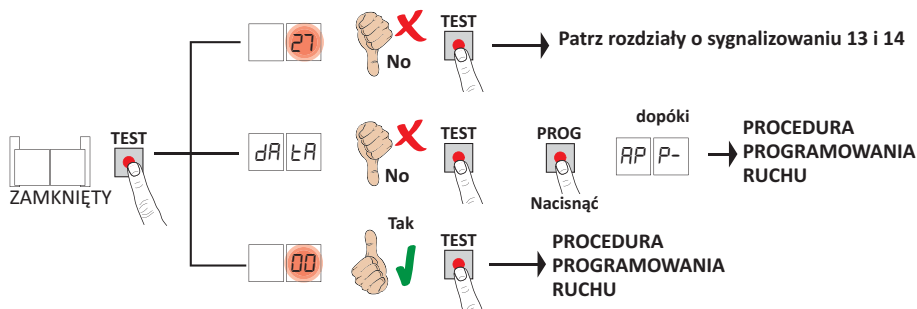 ZAMKNIĘTY
TEST
27
No
TEST
Patrz rozdziały o sygnalizowaniu 13 i 14
dA tA
No
TEST
PROG
Nacisnąć
dopóki
AP P-
PROCEDURA
PROGRAMOWANIA
RUCHU
00
Tak
TEST
PROCEDURA
PROGRAMOWANIA
RUCHU